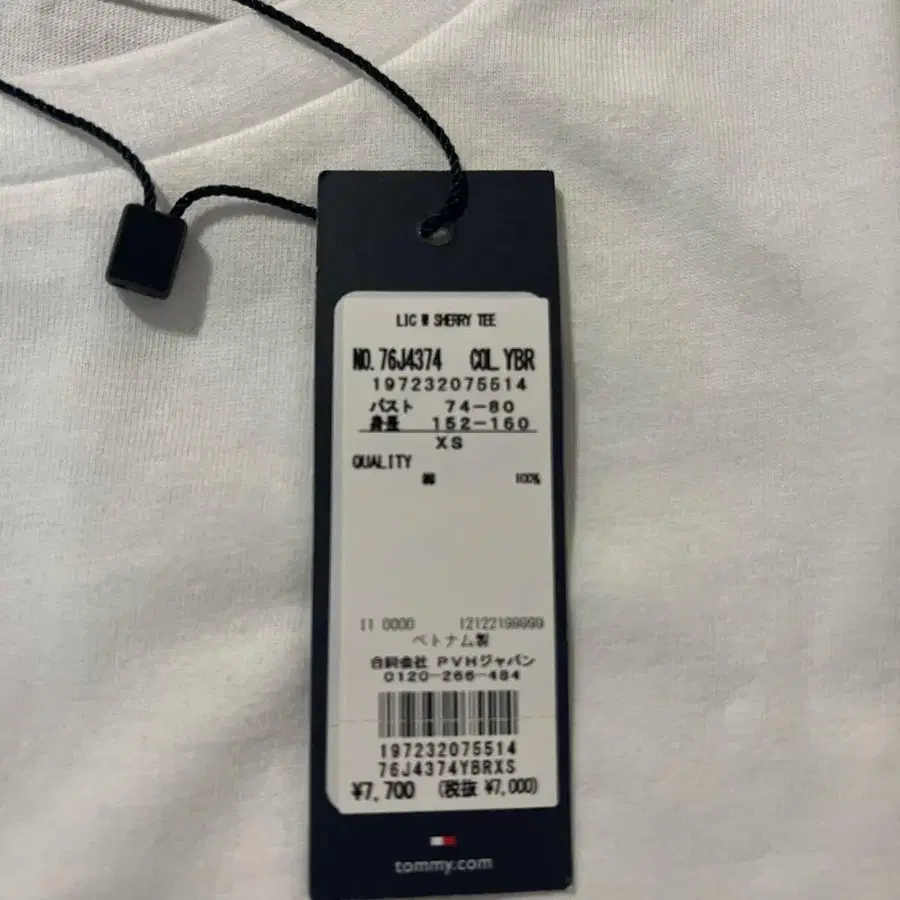 LIC W SHERRY TEE
NO. 76J4374 COL. YBR
197232075514
バスト 74-80
身長 152-160
XS
QUALITY
綿 100%
11 0000 12122199999
ベトナム製
合同会社 PVHジャパン
0120-266-484
197232075514
76J4374YBRXS
¥7,700 (税抜 ¥7,000)
tommy.com